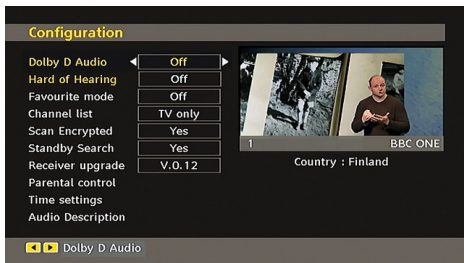 Configuration
Dolby D Audio Off
Hard of Hearing Off
Favourite mode Off
Channel list TV only
Scan Encrypted Yes
Standby Search Yes
Receiver upgrade V.0.12
Parental control
Time settings
Audio Description
1 BBC ONE
Country : Finland
Dolby D Audio